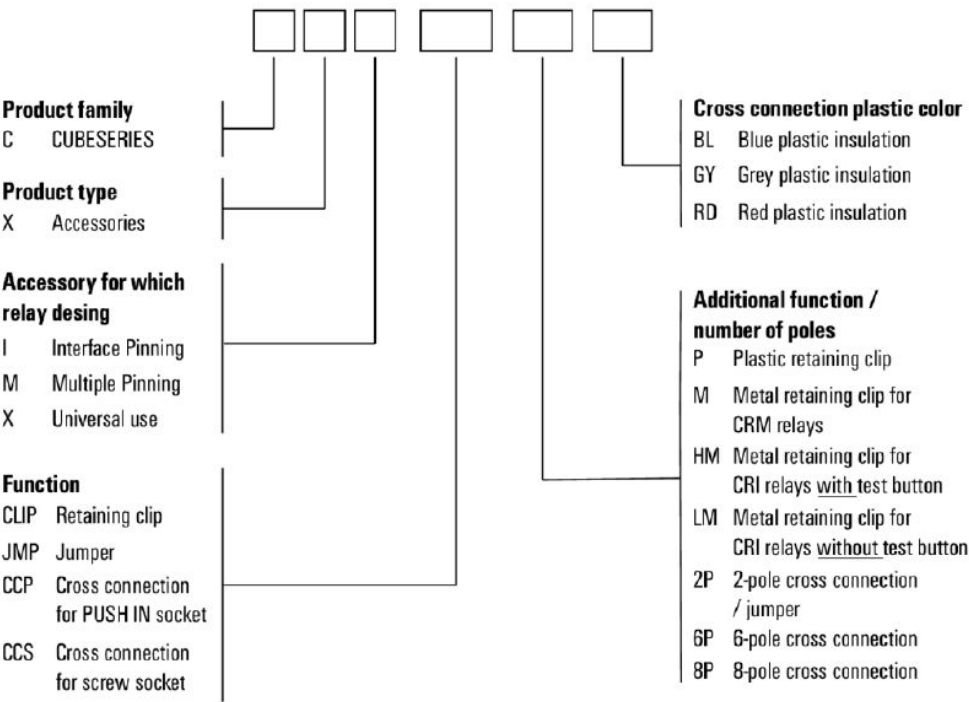 Product family
C CUBESERIES
Product type
X Accessories
Accessory for which
relay desing
I Interface Pinning
M Multiple Pinning
X Universal use
Function
CLIP Retaining clip
JMP Jumper
CCP Cross connection
for PUSH IN socket
CCS Cross connection
for screw socket
Cross connection plastic color
BL Blue plastic insulation
GY Grey plastic insulation
RD Red plastic insulation
Additional function /
number of poles
P Plastic retaining clip
M Metal retaining clip for
CRM relays
HM Metal retaining clip for
CRI relays with test button
LM Metal retaining clip for
CRI relays without test button
2P 2-pole cross connection
/ jumper
6P 6-pole cross connection
8P 8-pole cross connection